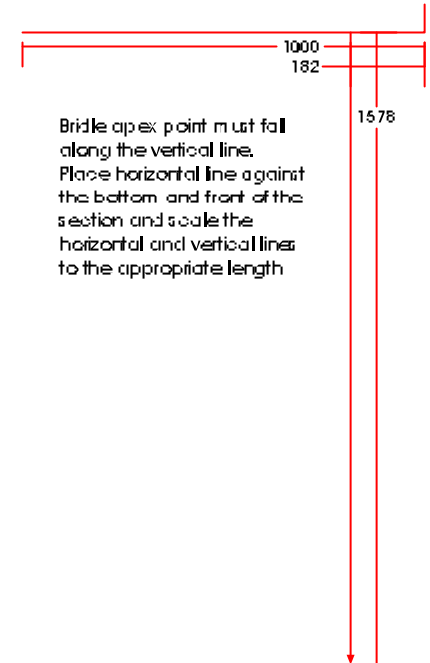 1000
182
1578
Bridle apex point must fall
along the vertical line.
Place horizontal line against
the bottom and front of the
section and scale the
horizontal and vertical lines
to the appropriate length